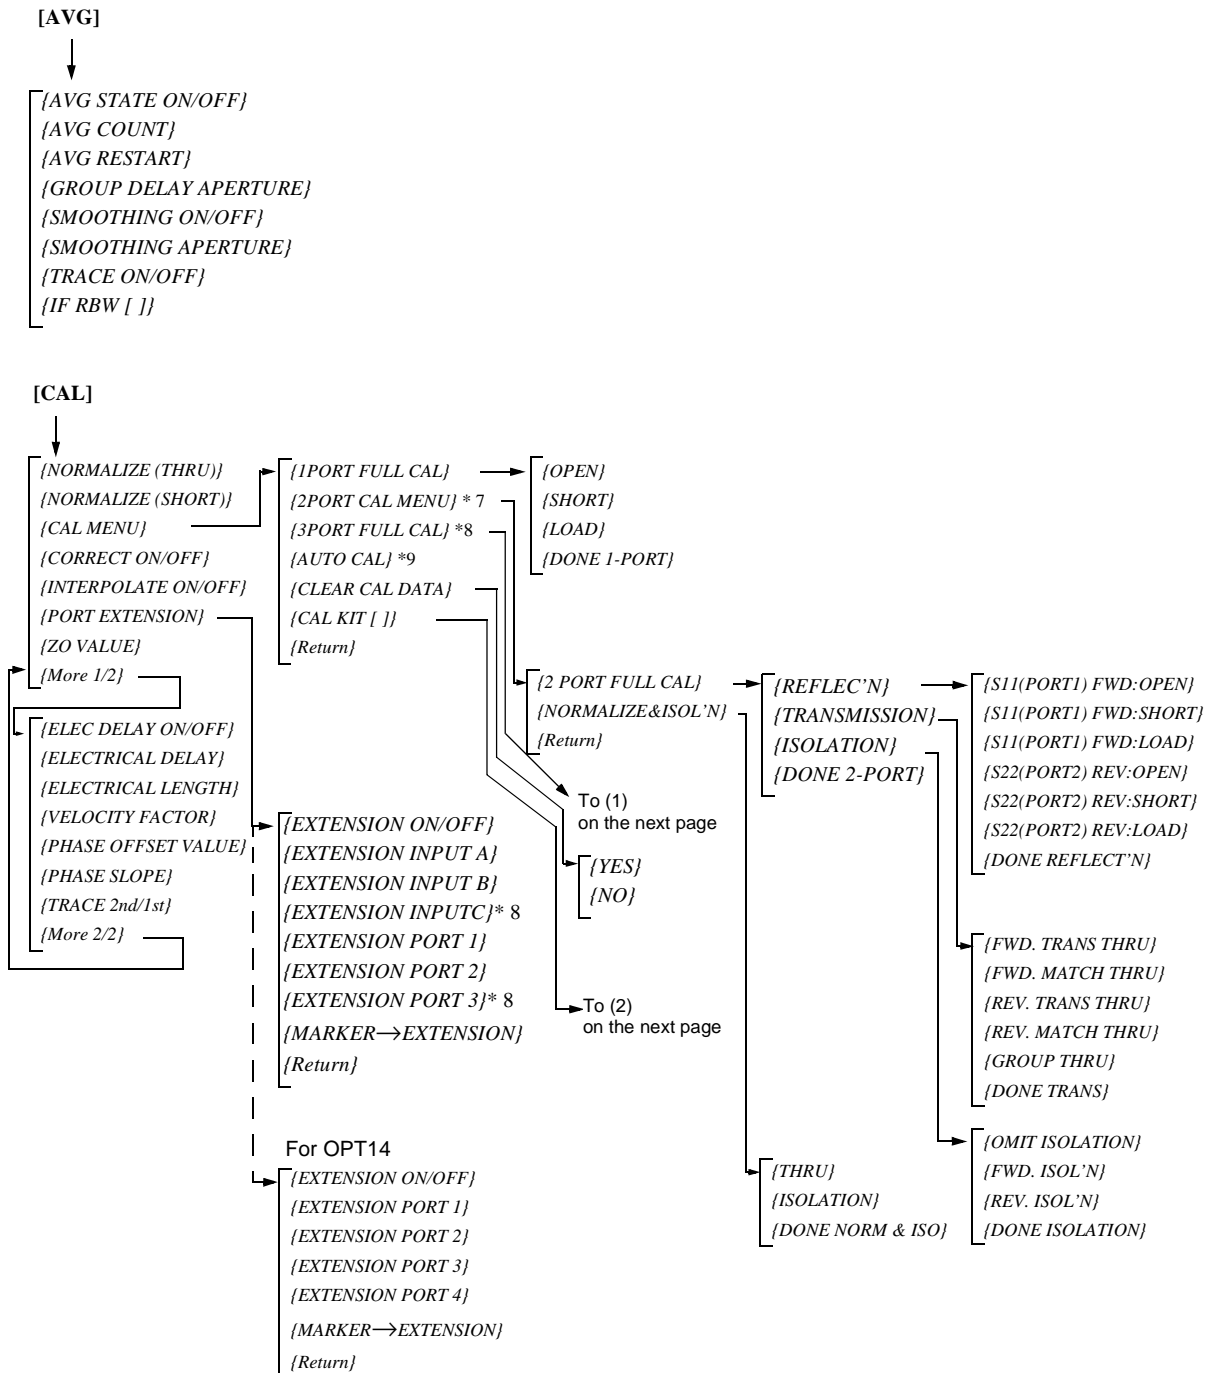 [AVG]
{AVG STATE ON/OFF}
{AVG COUNT}
{AVG RESTART}
{GROUP DELAY APERTURE}
{SMOOTHING ON/OFF}
{SMOOTHING APERTURE}
{TRACE ON/OFF}
{IF RBW [ ]}
[CAL]
{NORMALIZE (THRU)}
{NORMALIZE (SHORT)}
{CAL MENU}
{CORRECT ON/OFF}
{INTERPOLATE ON/OFF}
{PORT EXTENSION}
{ZO VALUE}
{More 1/2}
{ELEC DELAY ON/OFF}
{ELECTRICAL DELAY}
{ELECTRICAL LENGTH}
{VELOCITY FACTOR}
{PHASE OFFSET VALUE}
{PHASE SLOPE}
{TRACE 2nd/1st}
{More 2/2}
{1PORT FULL CAL}
{2PORT CAL MENU} * 7
{3PORT FULL CAL} *8
{AUTO CAL} *9
{CLEAR CAL DATA}
{CAL KIT [ ]}
{Return}
{OPEN}
{SHORT}
{LOAD}
{DONE 1-PORT}
{2 PORT FULL CAL}
{NORMALIZE&ISOL'N}
{Return}
To (1)
on the next page
{YES}
{NO}
To (2)
on the next page
{EXTENSION ON/OFF}
{EXTENSION INPUT A}
{EXTENSION INPUT B}
{EXTENSION INPUTC}* 8
{EXTENSION PORT 1}
{EXTENSION PORT 2}
{EXTENSION PORT 3}* 8
{MARKER→EXTENSION}
{Return}
For OPT14
{EXTENSION ON/OFF}
{EXTENSION PORT 1}
{EXTENSION PORT 2}
{EXTENSION PORT 3}
{EXTENSION PORT 4}
{MARKER→EXTENSION}
{Return}
{REFLEC'N}
{TRANSMISSION}
{ISOLATION}
{DONE 2-PORT}
{THRU}
{ISOLATION}
{DONE NORM & ISO}
{S11(PORT1) FWD:OPEN}
{S11(PORT1) FWD:SHORT}
{S11(PORT1) FWD:LOAD}
{S22(PORT2) REV:OPEN}
{S22(PORT2) REV:SHORT}
{S22(PORT2) REV:LOAD}
{DONE REFLECT'N}
{FWD. TRANS THRU}
{FWD. MATCH THRU}
{REV. TRANS THRU}
{REV. MATCH THRU}
{GROUP THRU}
{DONE TRANS}
{OMIT ISOLATION}
{FWD. ISOL'N}
{REV. ISOL'N}
{DONE ISOLATION}